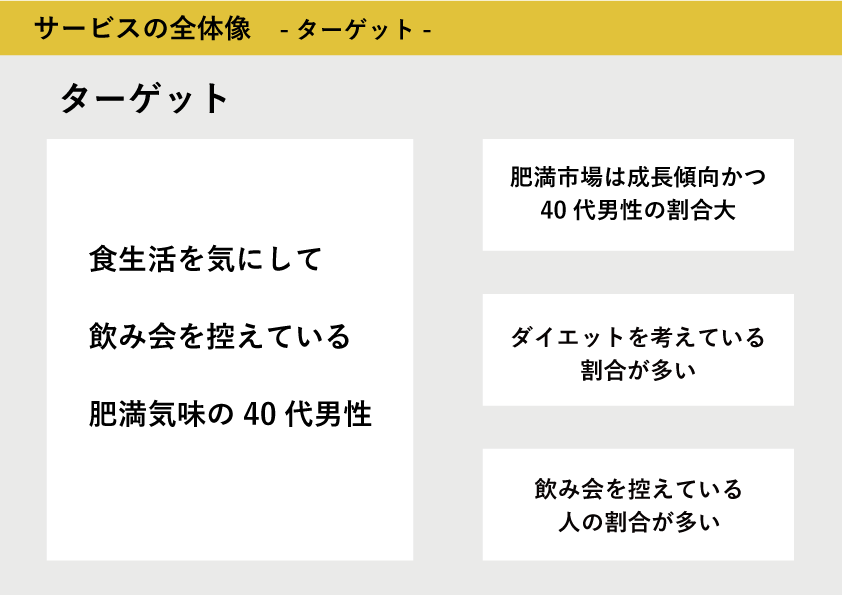 サービスの全体像　- ターゲット -
ターゲット
食生活を気にして
飲み会を控えている
肥満気味の 40 代男性
肥満市場は成長傾向かつ
40 代男性の割合大
ダイエットを考えている
割合が多い
飲み会を控えている
人の割合が多い